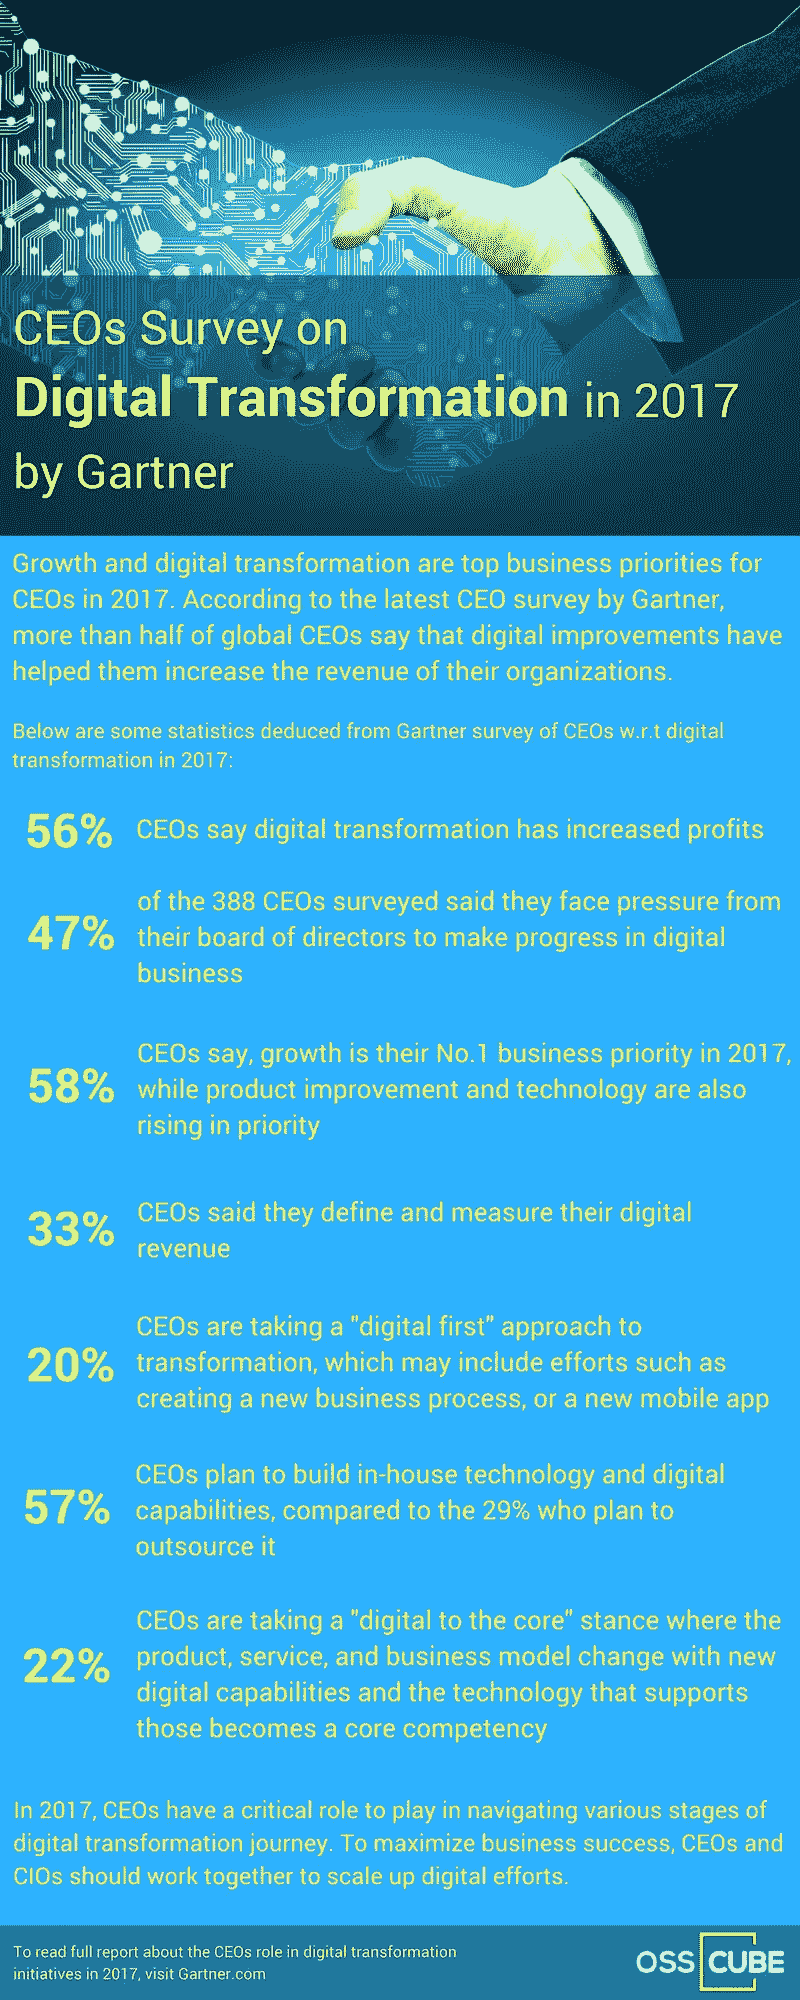 CEOs Survey on
Digital Transformation in 2017
by Gartner
Growth and digital transformation are top business priorities for
CEOs in 2017. According to the latest CEO survey by Gartner,
more than half of global CEOs say that digital improvements have
helped them increase the revenue of their organizations.
Below are some statistics deduced from Gartner survey of CEOs w.r.t digital
transformation in 2017:
56% CEOs say digital transformation has increased profits
47% of the 388 CEOs surveyed said they face pressure from
their board of directors to make progress in digital
business
58% CEOs say, growth is their No.1 business priority in 2017,
while product improvement and technology are also
rising in priority
33% CEOs said they define and measure their digital
revenue
20% CEOs are taking a "digital first" approach to
transformation, which may include efforts such as
creating a new business process, or a new mobile app
57% CEOs plan to build in-house technology and digital
capabilities, compared to the 29% who plan to
outsource it
22% CEOs are taking a "digital to the core" stance where the
product, service, and business model change with new
digital capabilities and the technology that supports
those becomes a core competency
In 2017, CEOs have a critical role to play in navigating various stages of
digital transformation journey. To maximize business success, CEOs and
CIOs should work together to scale up digital efforts.
To read full report about the CEOs role in digital transformation
initiatives in 2017, visit Gartner.com
OSSCUBE